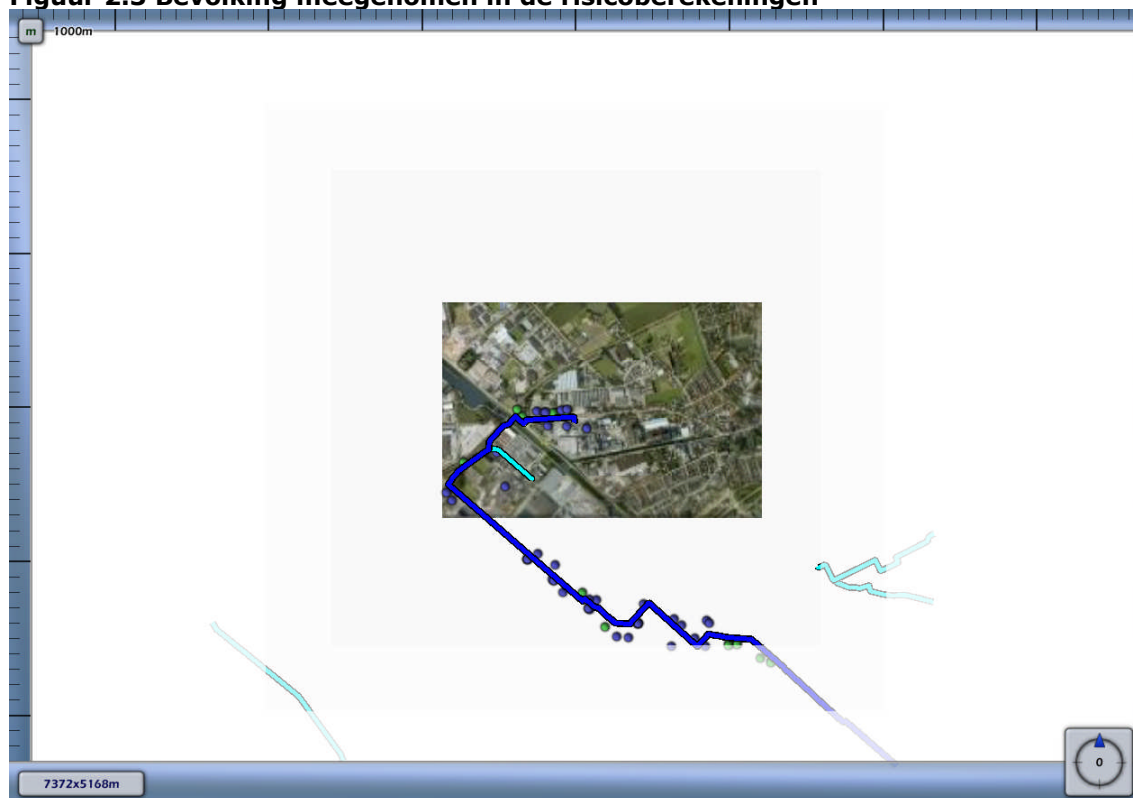 Figuur 2.3 Bevolking meegenomen in de risicoberekeningen
m
1000m
0
7372x5168m